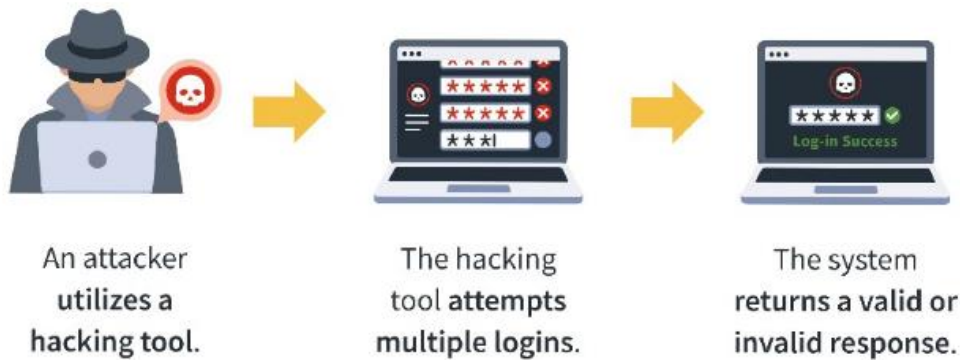 *****
*****
*****
***
*****
Log-in Success
An attacker
utilizes a
hacking tool.
The hacking
tool attempts
multiple logins.
The system
returns a valid or
invalid response.